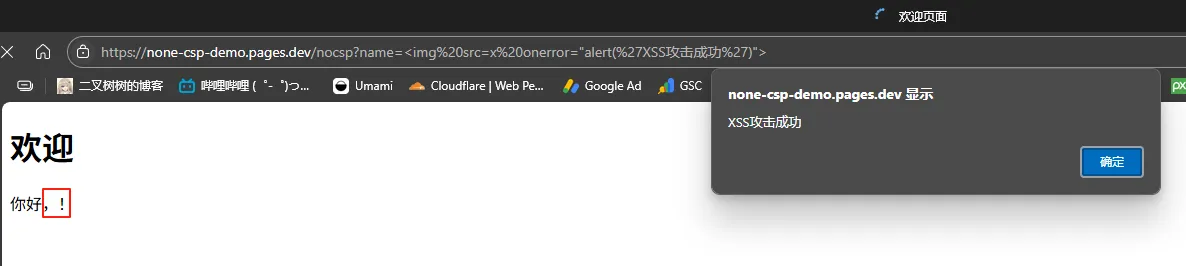 欢迎页面
https://none-csp-demo.pages.dev/nocsp?name=<img%20src=x%20onerror="alert(%27XSS攻击成功%27)">
二叉树树的博客 哔哩哔哩 (゜-゜)つ... Umami Cloudflare | Web Pe... Google Ad GSC px
none-csp-demo.pages.dev 显示
XSS攻击成功
确定
欢迎
你好，！